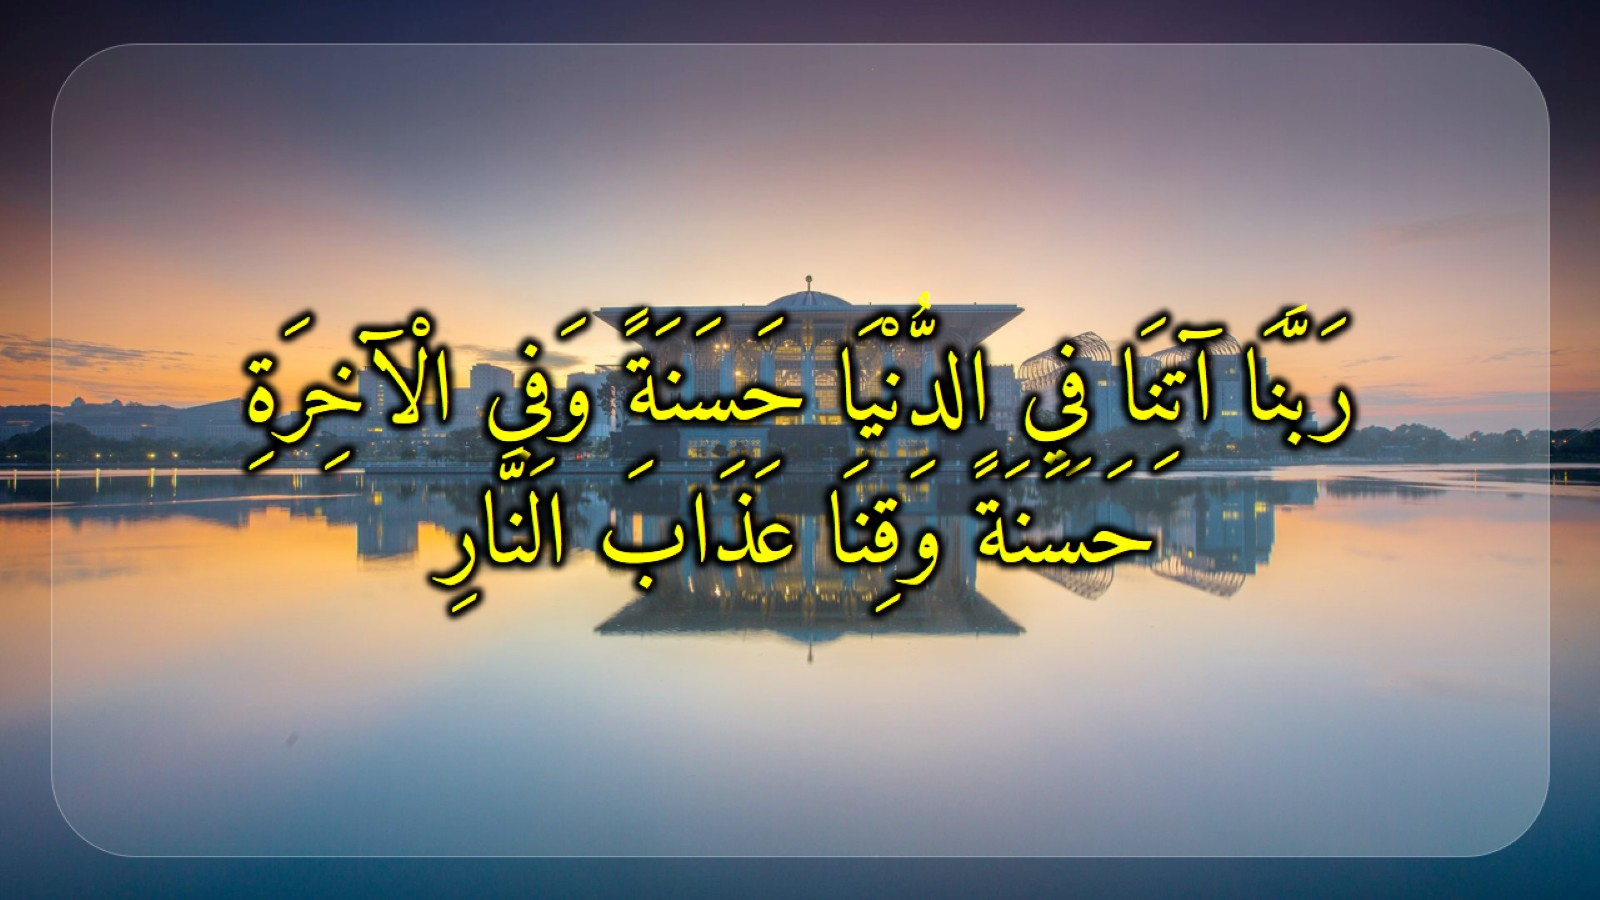 رَبَّنَا آتِنَا فِي الدُّنْيَا حَسَنَةً وَفِي الْآخِرَةِ
حَسَنَةً وَقِنَا عَذَابَ النَّارِ